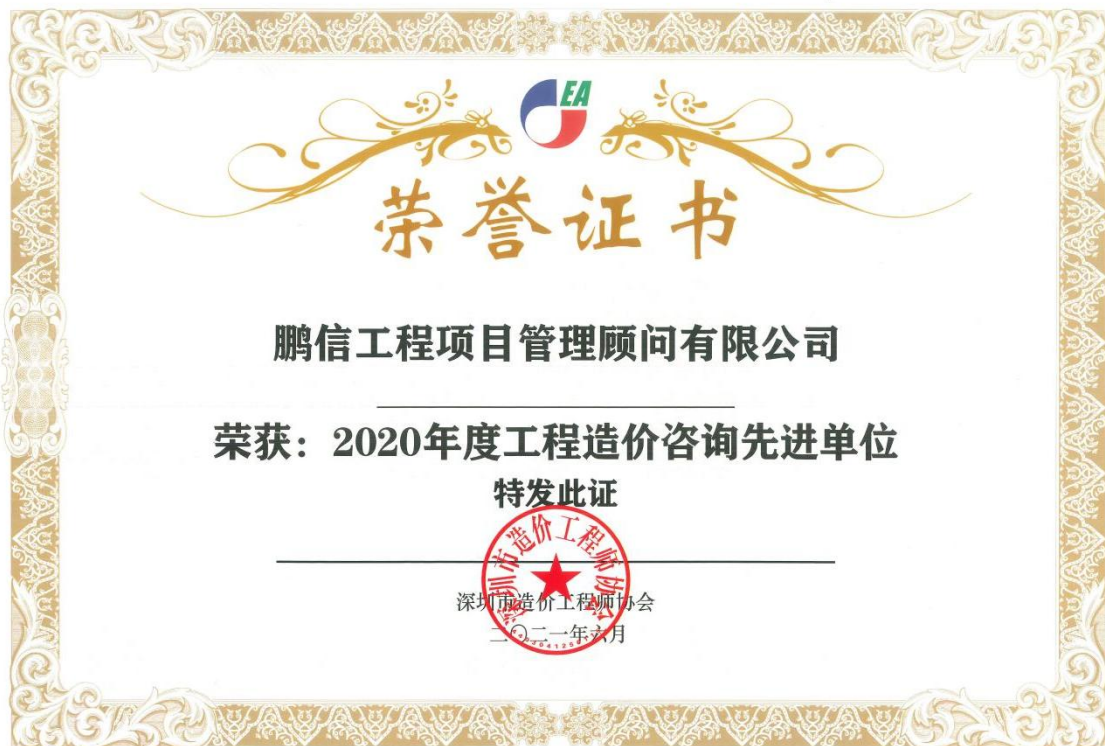 EA
荣誉证书
鹏信工程项目管理顾问有限公司
荣获：2020年度工程造价咨询先进单位
特发此证
深圳市造价工程师协会
深圳市造价工程师协会
二〇二一年六月